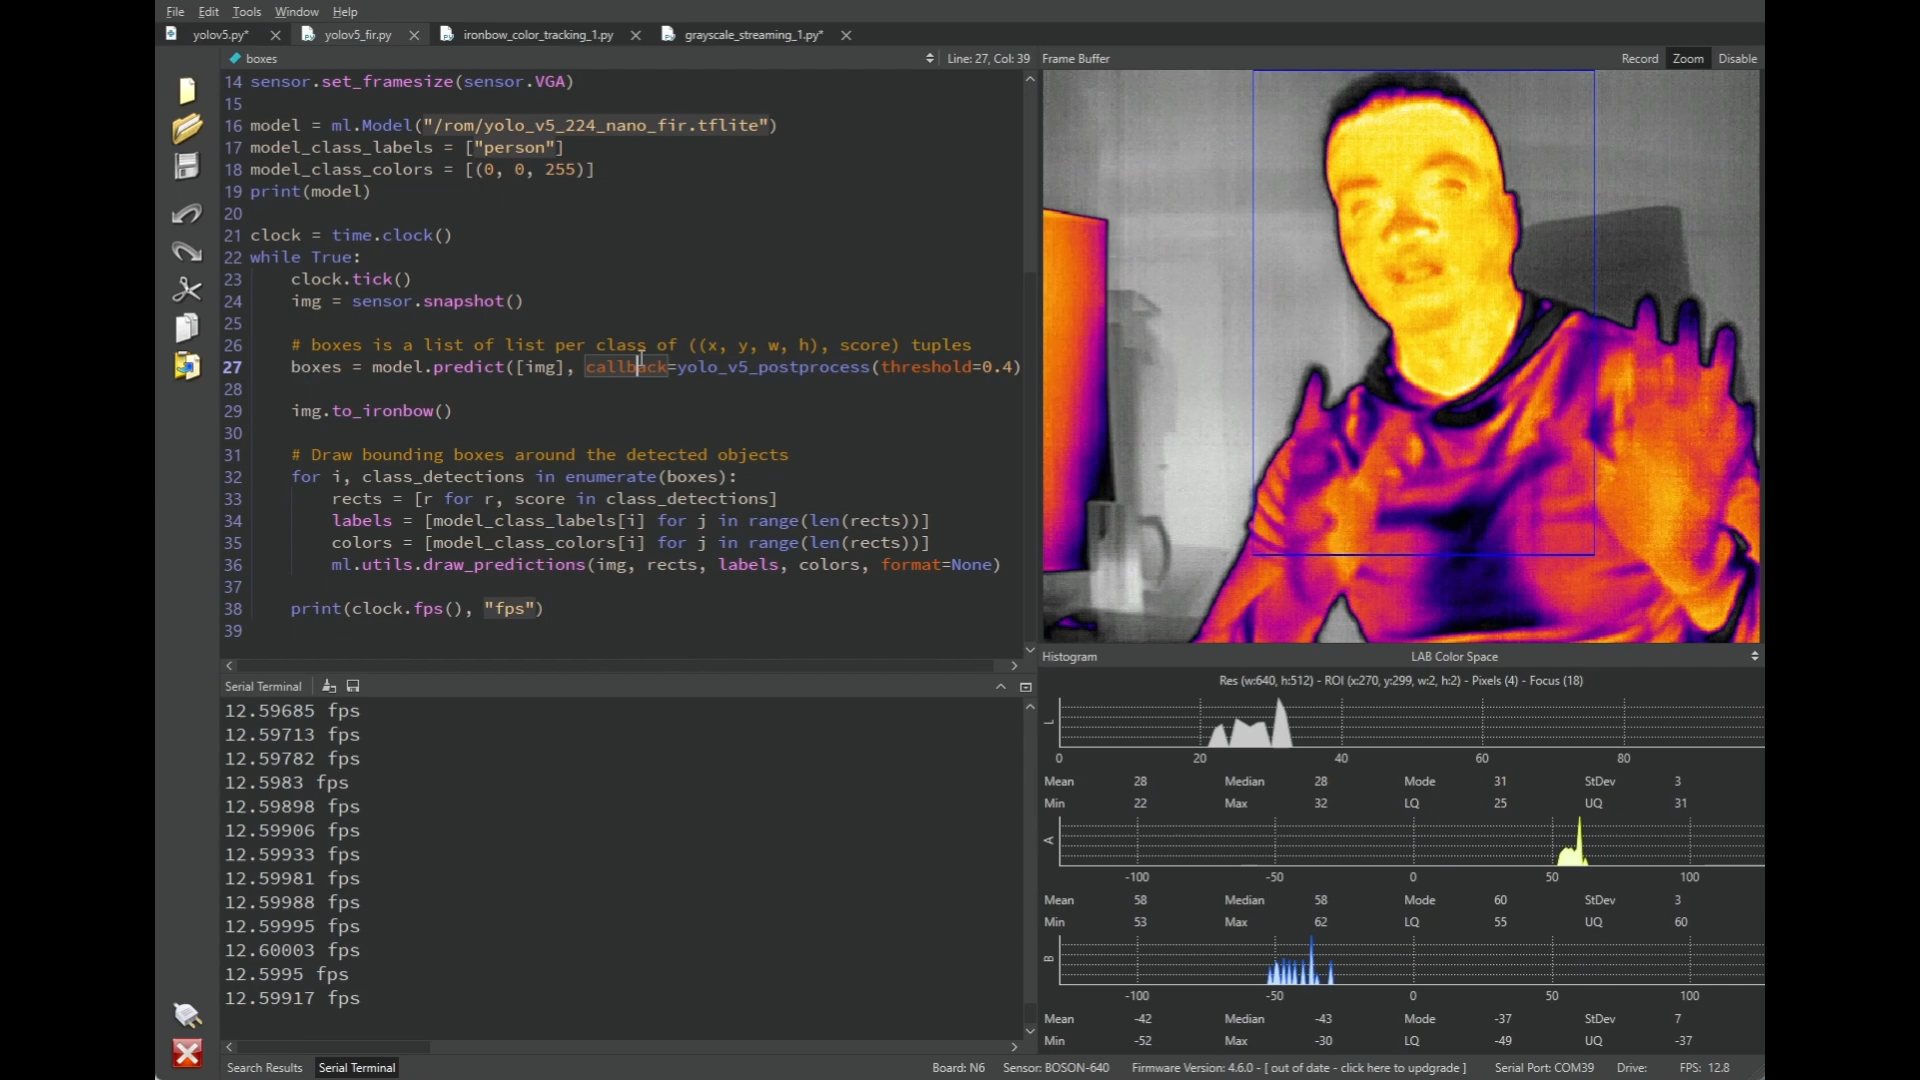 File Edit Tools Window Help
yolov5.py* yolov5_fir.py ironbow_color_tracking_1.py grayscale_streaming_1.py*
boxes Line: 27, Col: 39 Frame Buffer Record Zoom Disable
14 sensor.set_framesize(sensor.VGA)
15
16 model = ml.Model("/rom/yolo_v5_224_nano_fir.tflite")
17 model_class_labels = ["person"]
18 model_class_colors = [(0, 0, 255)]
19 print(model)
20
21 clock = time.clock()
22 while True:
23 clock.tick()
24 img = sensor.snapshot()
25
26 # boxes is a list of list per class of ((x, y, w, h), score) tuples
27 boxes = model.predict([img], callback=yolo_v5_postprocess(threshold=0.4)
28
29 img.to_ironbow()
30
31 # Draw bounding boxes around the detected objects
32 for i, class_detections in enumerate(boxes):
33 rects = [r for r, score in class_detections]
34 labels = [model_class_labels[i] for j in range(len(rects))]
35 colors = [model_class_colors[i] for j in range(len(rects))]
36 ml.utils.draw_predictions(img, rects, labels, colors, format=None)
37
38 print(clock.fps(), "fps")
39
Serial Terminal
12.59685 fps
12.59713 fps
12.59782 fps
12.5983 fps
12.59898 fps
12.59906 fps
12.59933 fps
12.59981 fps
12.59988 fps
12.59995 fps
12.60003 fps
12.5995 fps
12.59917 fps
Histogram LAB Color Space
Res (w:640, h:512) - ROI (x:270, y:299, w:2, h:2) - Pixels (4) - Focus (18)
L
0 20 40 60 80
Mean 28 Median 28 Mode 31 StDev 3
Min 22 Max 32 LQ 25 UQ 31
A
-100 -50 0 50 100
Mean 58 Median 58 Mode 60 StDev 3
Min 53 Max 62 LQ 55 UQ 60
B
-100 -50 0 50 100
Mean -42 Median -43 Mode -37 StDev 7
Min -52 Max -30 LQ -49 UQ -37
Search Results Serial Terminal Board: N6 Sensor: BOSON-640 Firmware Version: 4.6.0 - [ out of date - click here to updgrade ] Serial Port: COM39 Drive: FPS: 12.8